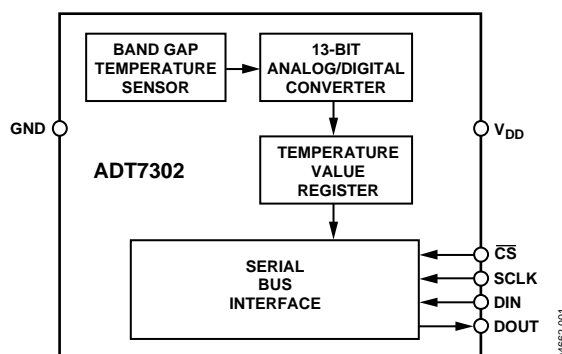 BAND GAP
TEMPERATURE
SENSOR
13-BIT
ANALOG/DIGITAL
CONVERTER
GND
VDD
ADT7302
TEMPERATURE
VALUE
REGISTER
SERIAL
BUS
INTERFACE
CS
SCLK
DIN
DOUT